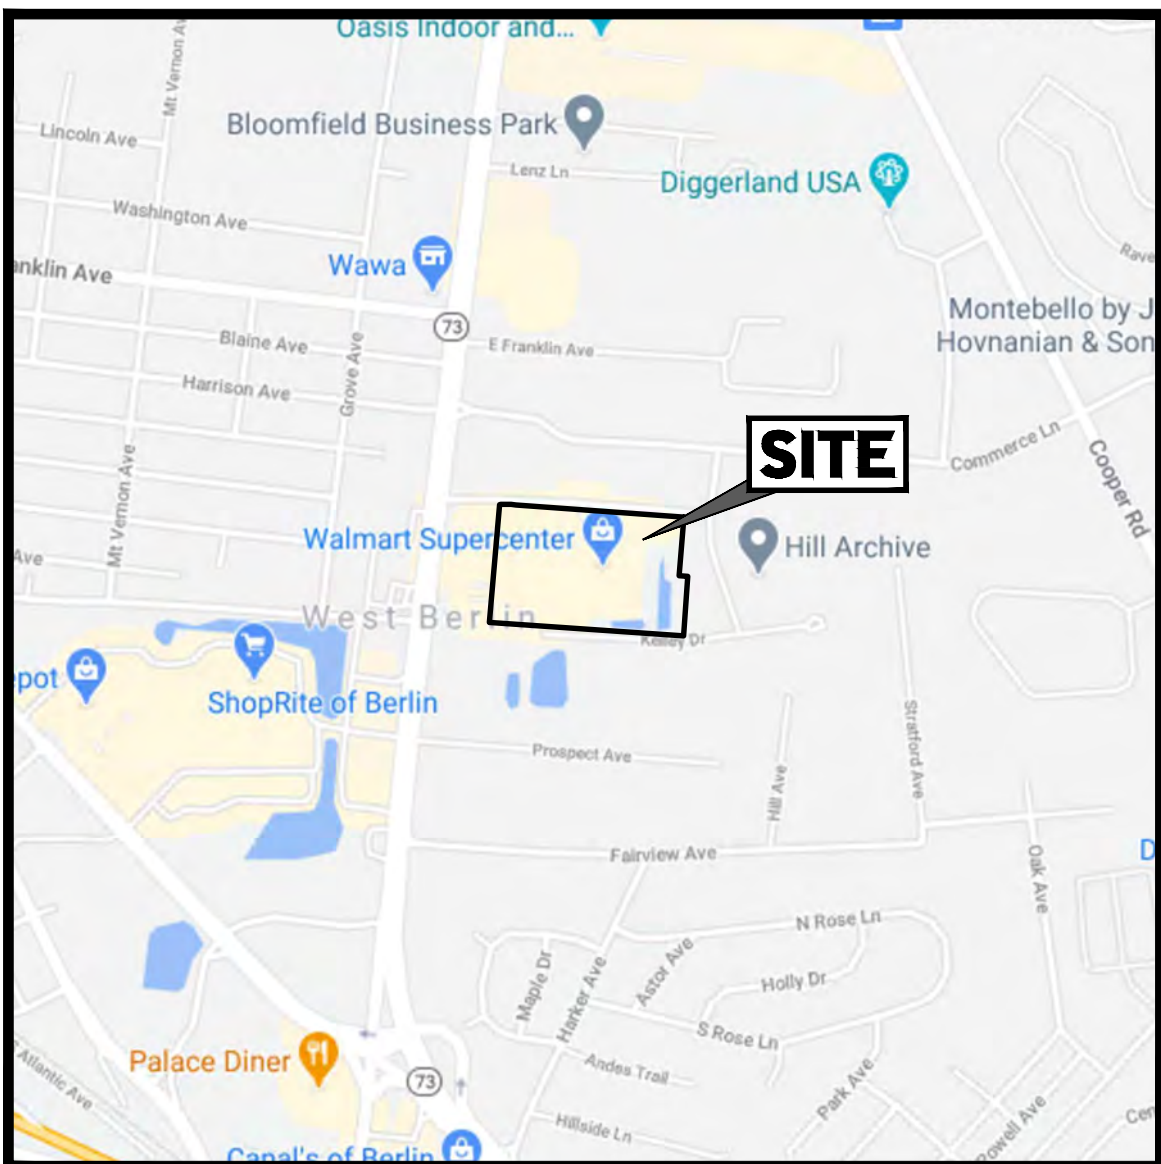 Oasis Indoor and...
Mt Vernon Av
Bloomfield Business Park
Lincoln Ave
Lenz Ln
Diggerland USA
Washington Ave
Rave
Wawa
anklin Ave
Montebello by J
Hovnanian & Son
73
Blaine Ave
E Franklin Ave
Grove Ave
Harrison Ave
SITE
Commerce Ln
Cooper Rd
Mt Vernon Ave
Walmart Supercenter
Hill Archive
Ave
West Berlin
Kelley Dr
epot
ShopRite of Berlin
Stratford Ave
Prospect Ave
Hill Ave
Fairview Ave
D
Oak Ave
N Rose Ln
Maple Dr
Harker Ave
Astor Ave
Holly Dr
S Rose Ln
Palace Diner
Andes Trail
73
Atlantic Ave
Park Ave
Hillside Ln
Powell Ave
Cen
Canal's of Berlin